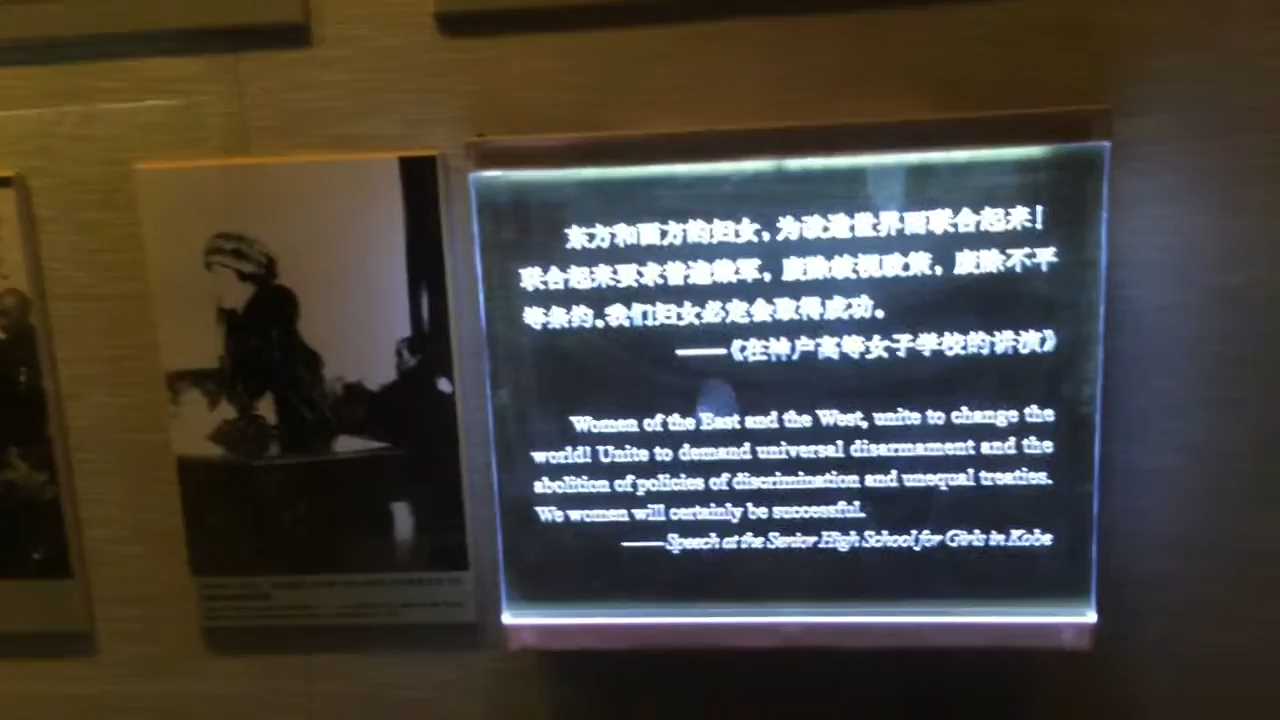 东方和西方的妇女，为改造世界而联合起来！
联合起来要求普遍裁军，废除歧视政策，废除不平
等条约。我们妇女必定会取得成功。
——《在神户高等女子学校的讲演》
Women of the East and the West, unite to change the
world! Unite to demand universal disarmament and the
abolition of policies of discrimination and unequal treaties.
We women will certainly be successful.
——Speech at the Senior High School for Girls in Kobe